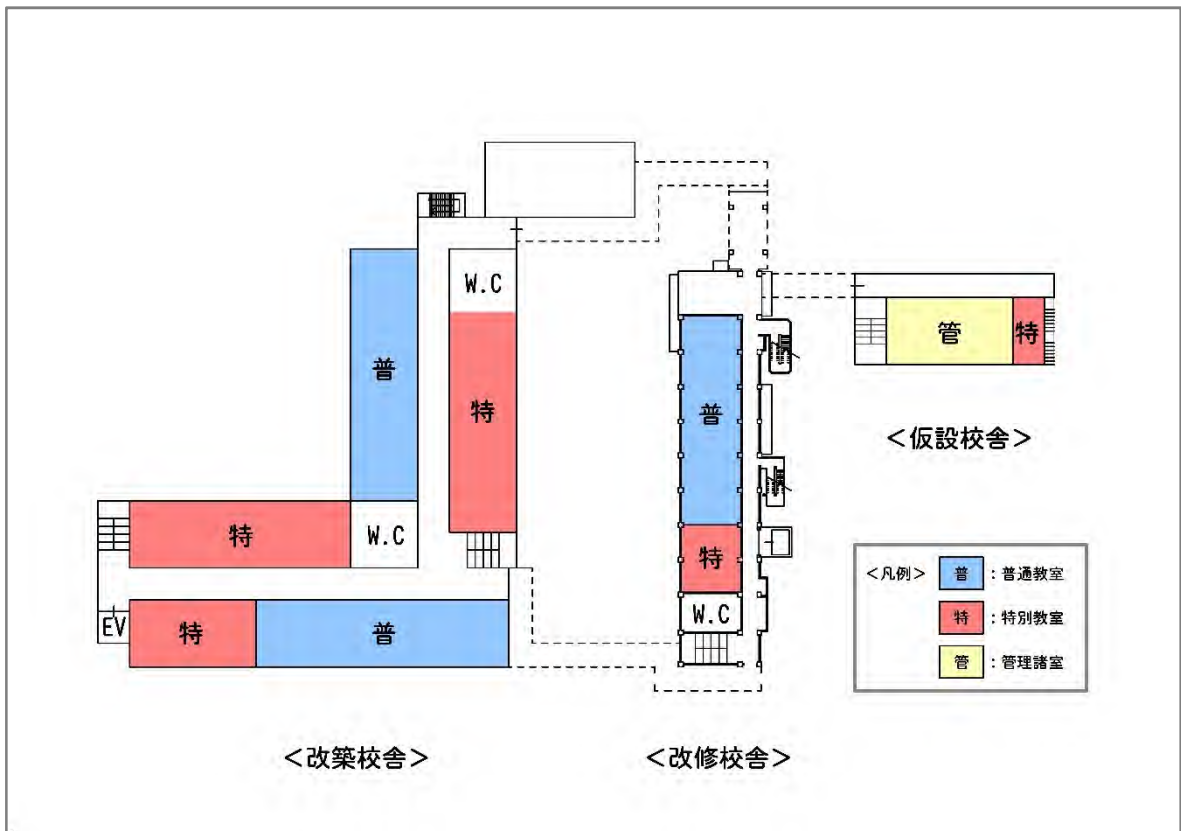 W.C
普
特
管
特
普
<仮設校舎>
特
W.C
特
<凡例> 普 : 普通教室
W.C
特 : 特別教室
EV
特
普
管 : 管理諸室
<改築校舎>
<改修校舎>